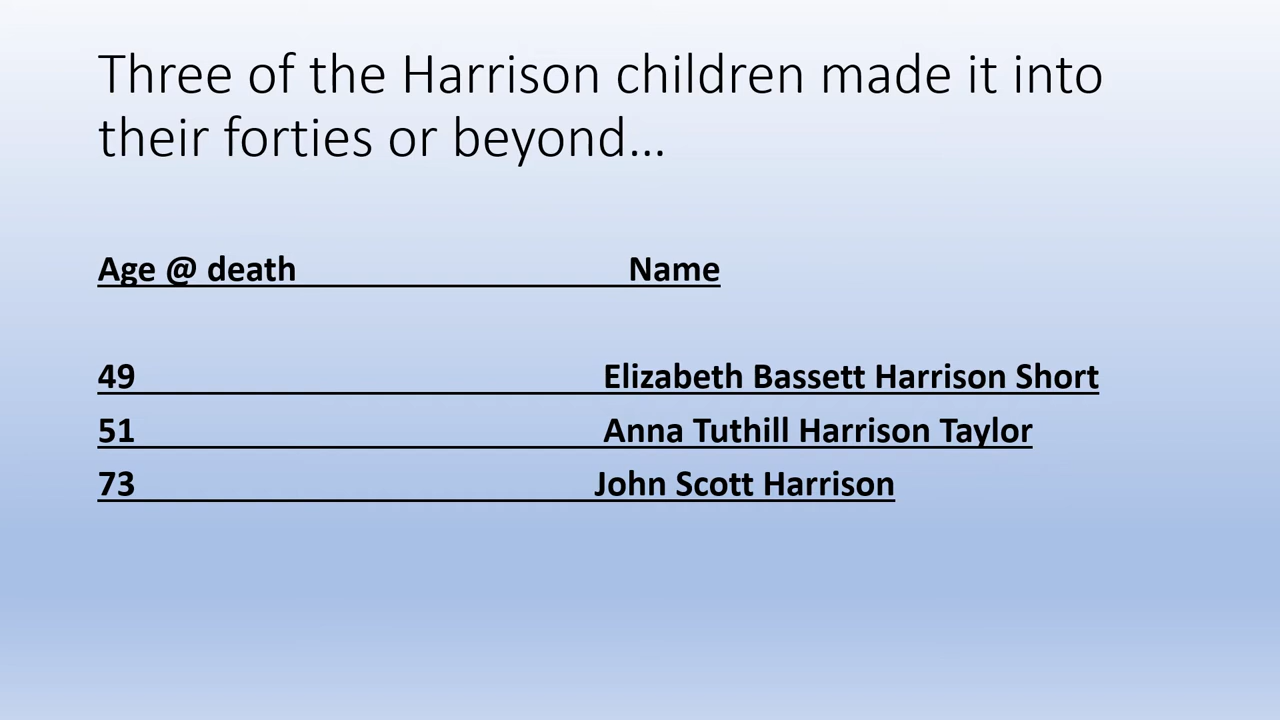 Three of the Harrison children made it into
their forties or beyond…
Age @ death Name
49 Elizabeth Bassett Harrison Short
51 Anna Tuthill Harrison Taylor
73 John Scott Harrison